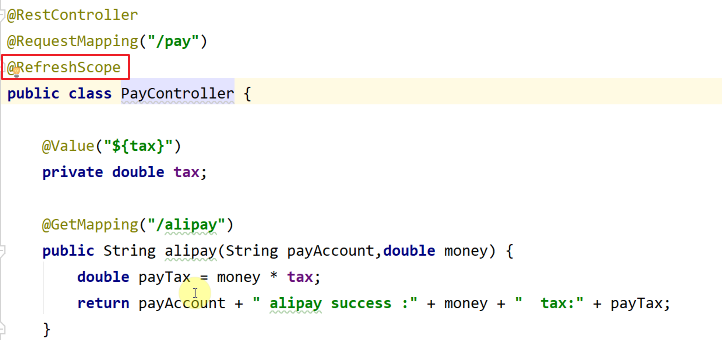 @RestController
@RequestMapping("/pay")
@RefreshScope
public class PayController {
@Value("${tax}")
private double tax;
@GetMapping("/alipay")
public String alipay(String payAccount,double money) {
double payTax = money * tax;
return payAccount + " alipay success :" + money + "  tax:" + payTax;
}